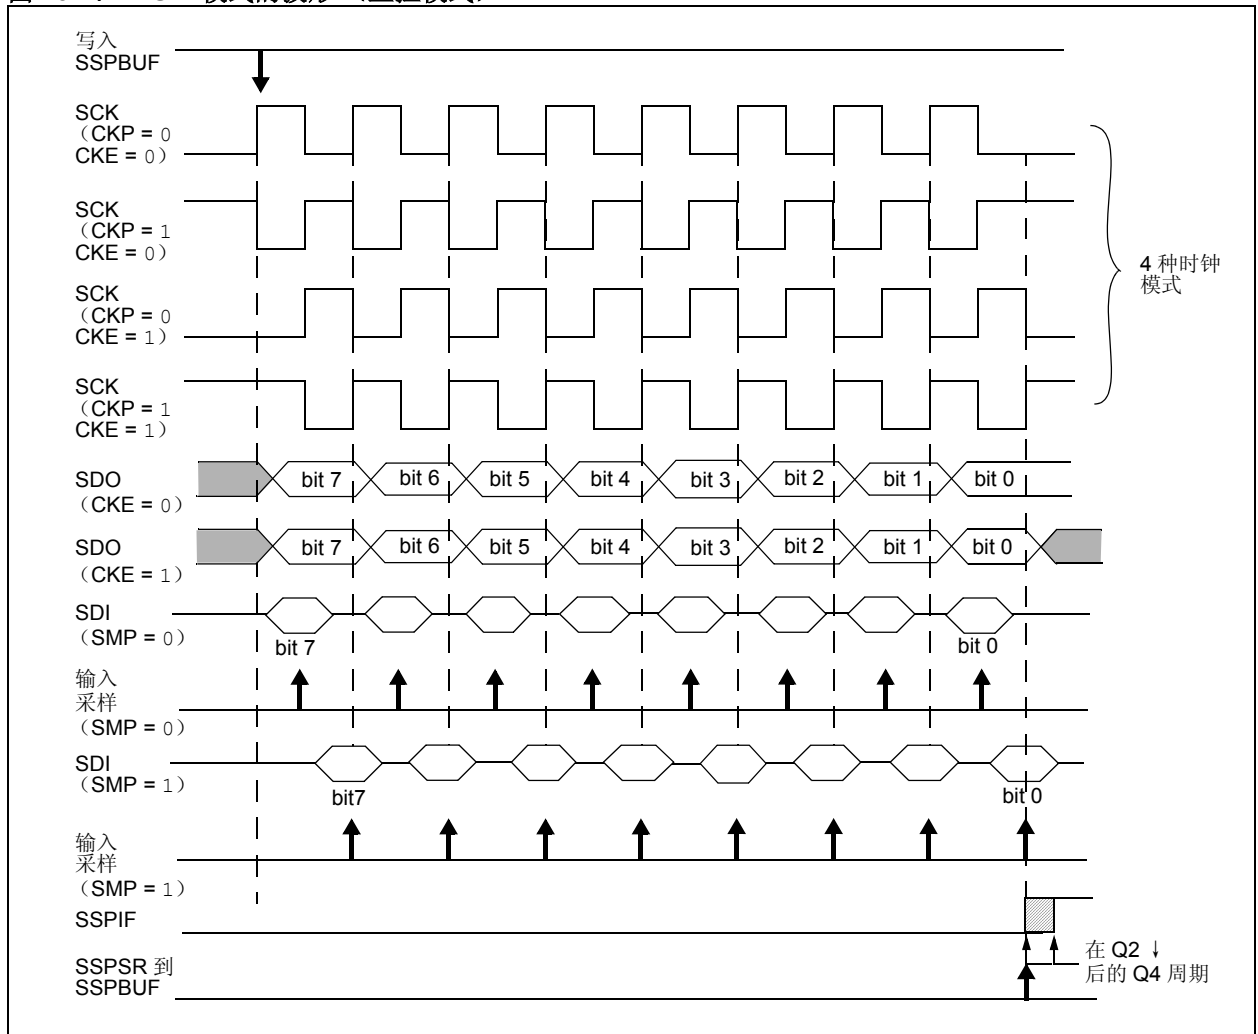 写入
SSPBUF
SCK
（CKP = 0
CKE = 0）
SCK
（CKP = 1
CKE = 0）
SCK
（CKP = 0
CKE = 1）
SCK
（CKP = 1
CKE = 1）
4 种时钟
模式
SDO
（CKE = 0）
bit 7 bit 6 bit 5 bit 4 bit 3 bit 2 bit 1 bit 0
SDO
（CKE = 1）
bit 7 bit 6 bit 5 bit 4 bit 3 bit 2 bit 1 bit 0
SDI
（SMP = 0）
bit 7 bit 0
输入
采样
（SMP = 0）
SDI
（SMP = 1）
bit7 bit 0
输入
采样
（SMP = 1）
SSPIF
SSPSR 到
SSPBUF
在 Q2 ↓
后的 Q4 周期